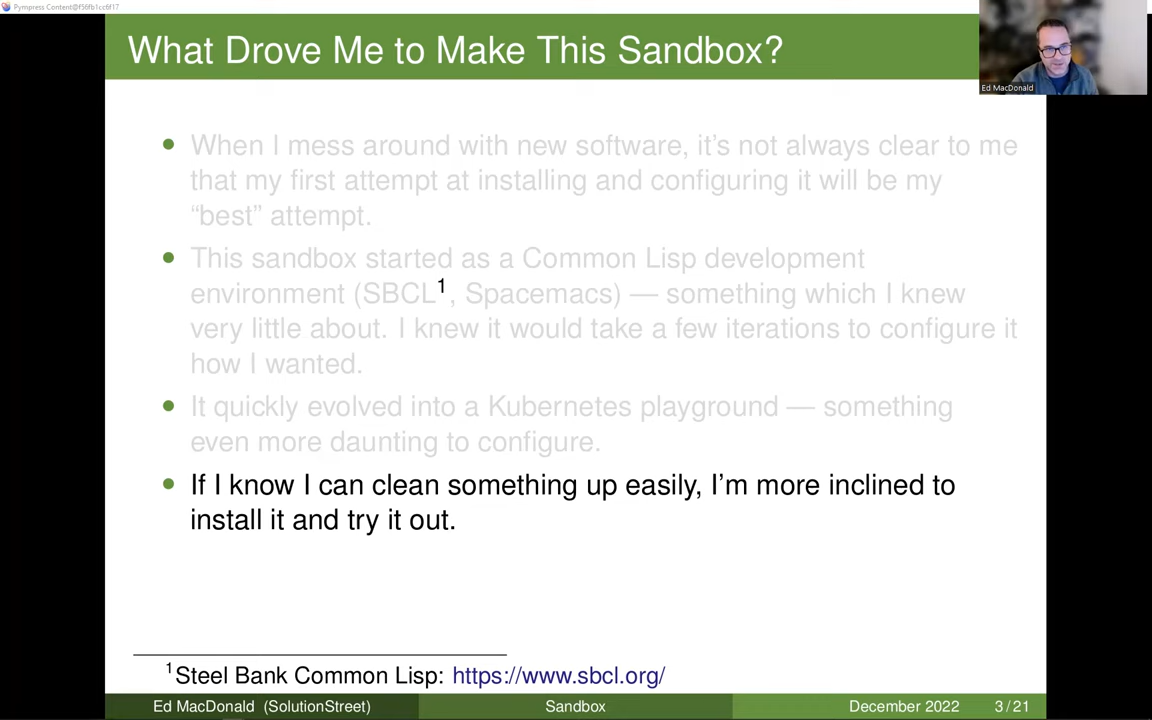 Pympress Content@f56fb1cc6f17
What Drove Me to Make This Sandbox?
Ed MacDonald
• When I mess around with new software, it’s not always clear to me
that my first attempt at installing and configuring it will be my
“best” attempt.
• This sandbox started as a Common Lisp development
environment (SBCL1, Spacemacs) — something which I knew
very little about. I knew it would take a few iterations to configure it
how I wanted.
• It quickly evolved into a Kubernetes playground — something
even more daunting to configure.
• If I know I can clean something up easily, I’m more inclined to
install it and try it out.
1Steel Bank Common Lisp: https://www.sbcl.org/
Ed MacDonald (SolutionStreet) Sandbox December 2022 3 / 21